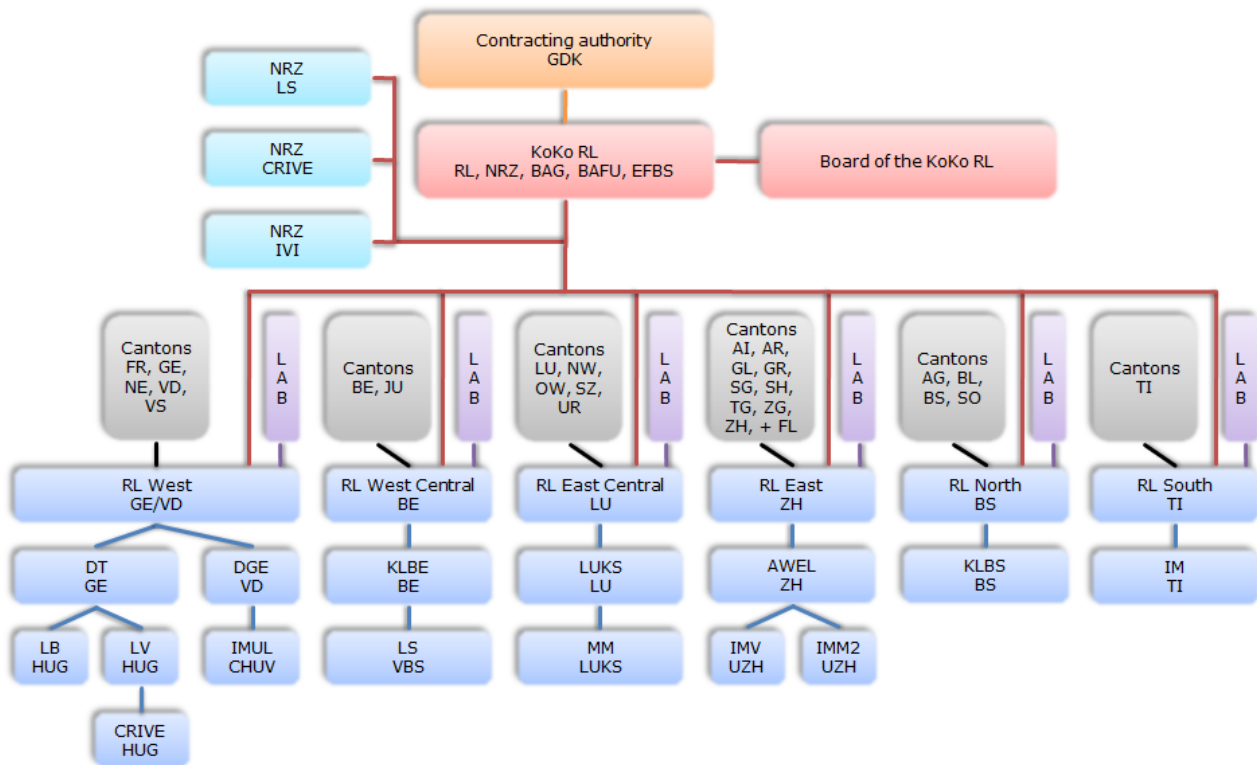 Contracting authority
GDK
NRZ
LS
NRZ
CRIVE
NRZ
IVI
KoKo RL
RL, NRZ, BAG, BAFU, EFBS
Board of the KoKo RL
Cantons
FR, GE,
NE, VD,
VS
L
A
B
Cantons
BE, JU
L
A
B
Cantons
LU, NW,
OW, SZ,
UR
L
A
B
Cantons
AI, AR,
GL, GR,
SG, SH,
TG, ZG,
ZH, + FL
L
A
B
Cantons
AG, BL,
BS, SO
L
A
B
Cantons
TI
L
A
B
RL West
GE/VD
RL West Central
BE
RL East Central
LU
RL East
ZH
RL North
BS
RL South
TI
DT
GE
DGE
VD
KLBE
BE
LUKS
LU
AWEL
ZH
KLBS
BS
IM
TI
LB
HUG
LV
HUG
IMUL
CHUV
LS
VBS
MM
LUKS
IMV
UZH
IMM2
UZH
CRIVE
HUG